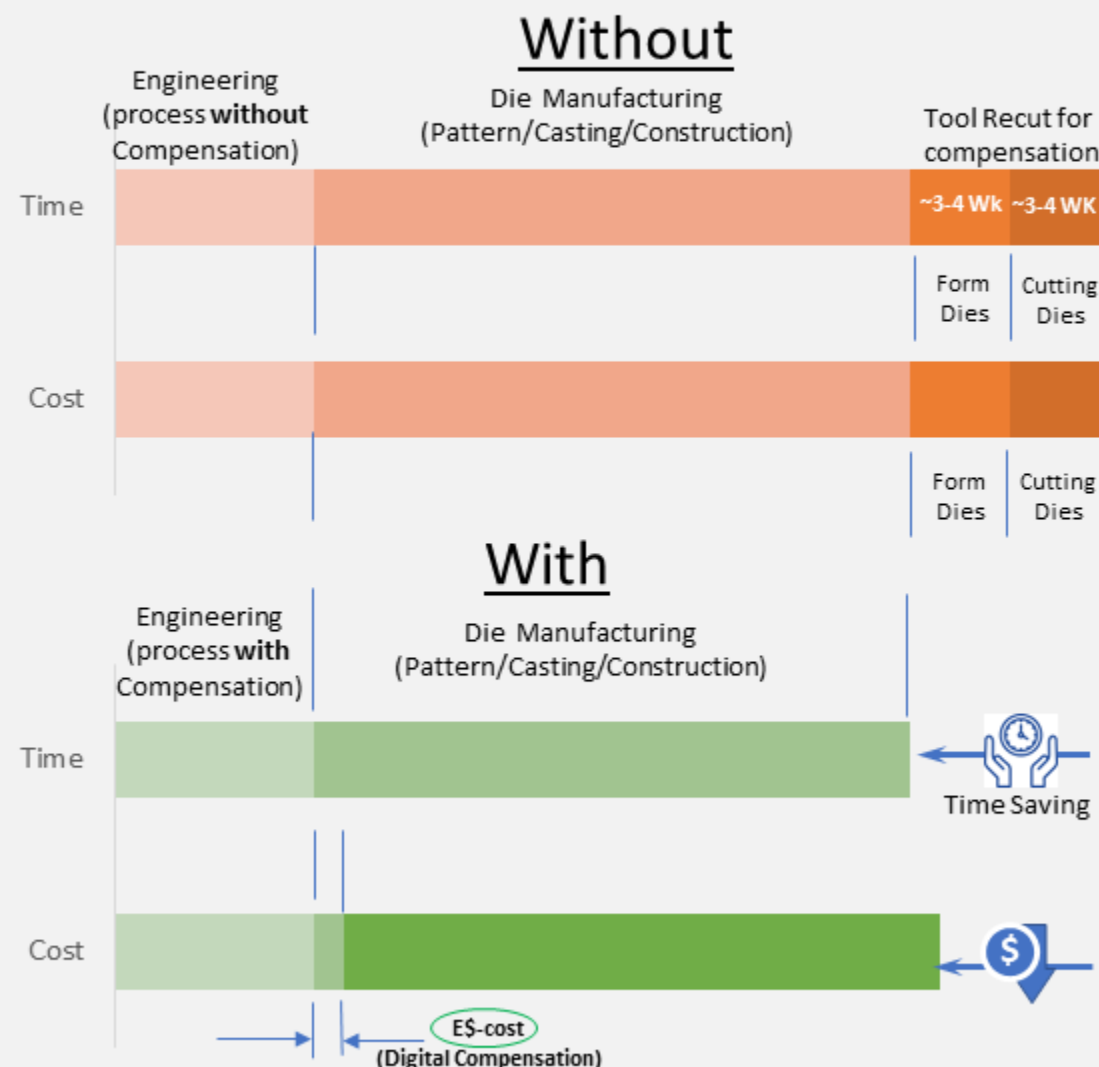 Without
Engineering
(process without
Compensation)
Die Manufacturing
(Pattern/Casting/Construction)
Tool Recut for
compensation
Time
~3-4 Wk
~3-4 WK
Form
Dies
Cutting
Dies
Cost
Form
Dies
Cutting
Dies
With
Engineering
(process with
Compensation)
Die Manufacturing
(Pattern/Casting/Construction)
Time
Time Saving
Cost
$
E$-cost
(Digital Compensation)